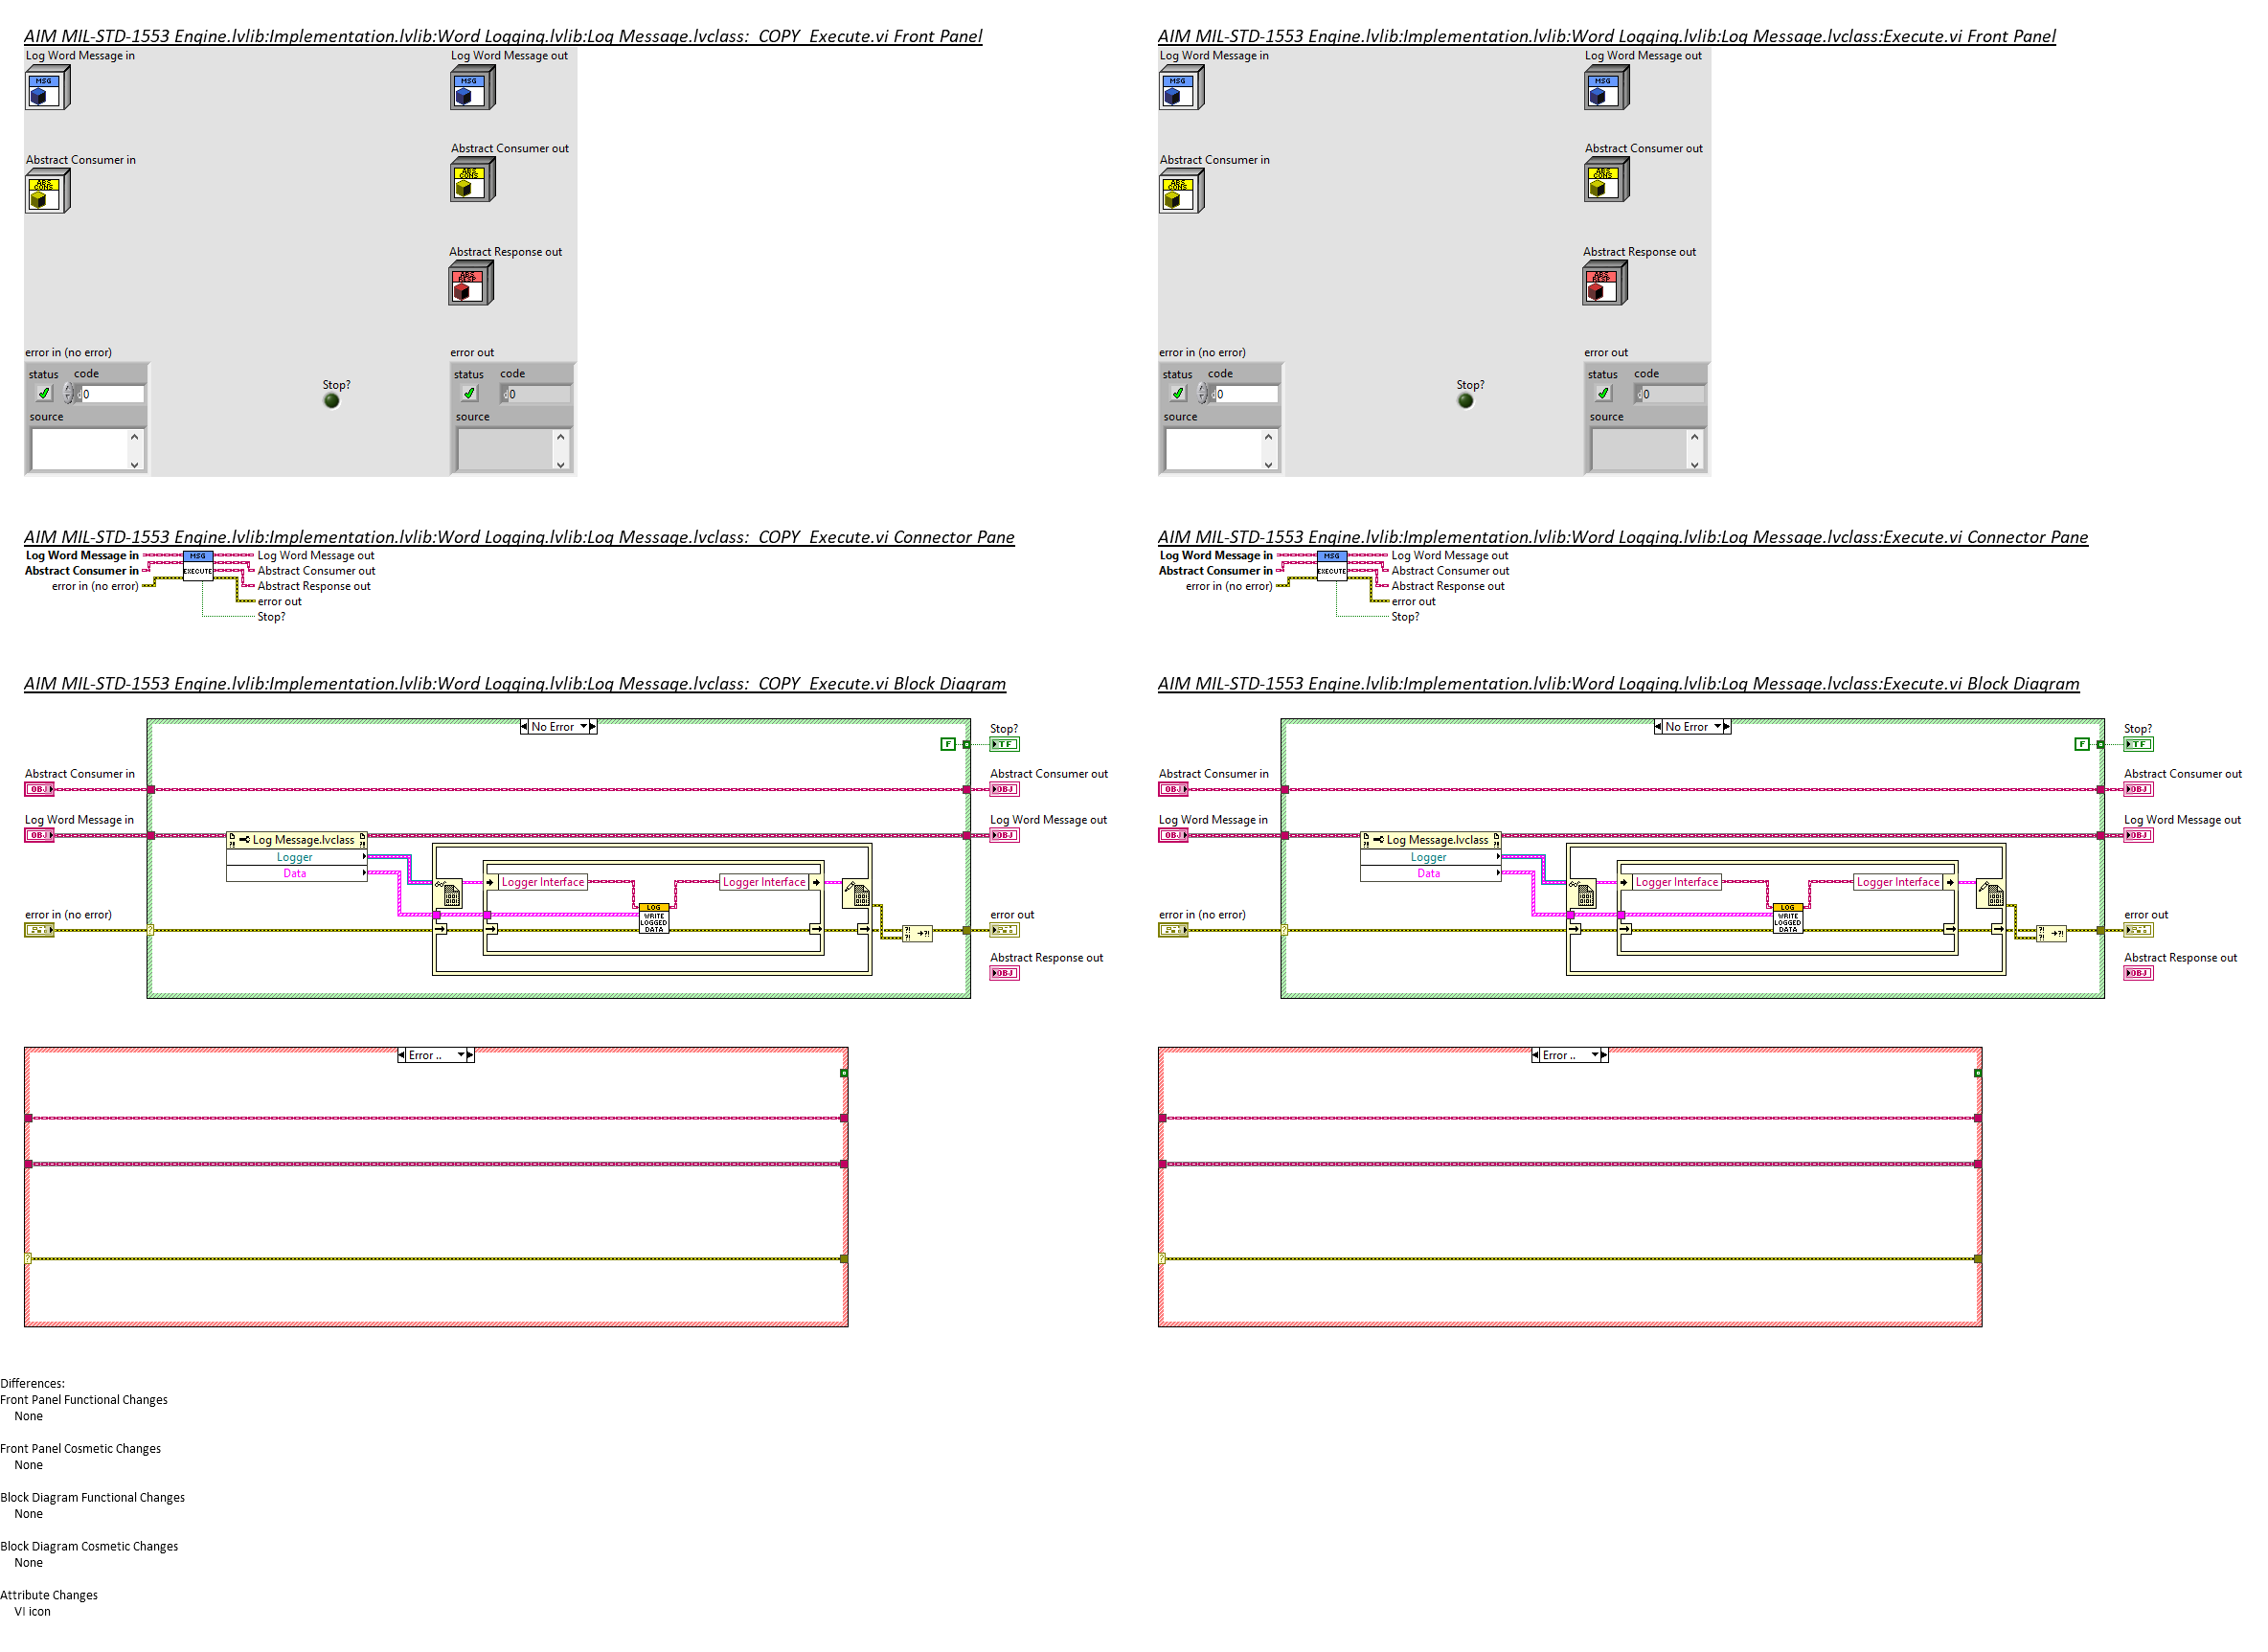 AIM MIL-STD-1553 Engine.lvlib:Implementation.lvlib:Word Logging.lvlib:Log Message.lvclass:_COPY_Execute.vi Front Panel
Log Word Message in
Log Word Message out
MSG
MSG
Abstract Consumer in
Abstract Consumer out
ABS CONS
ABS CONS
Abstract Response out
ABS RESP
error in (no error)
error out
status code
status code
0
0
Stop?
source
source
AIM MIL-STD-1553 Engine.lvlib:Implementation.lvlib:Word Logging.lvlib:Log Message.lvclass:Execute.vi Front Panel
Log Word Message in
Log Word Message out
MSG
MSG
Abstract Consumer in
Abstract Consumer out
ABS CONS
ABS CONS
Abstract Response out
ABS RESP
error in (no error)
error out
status code
status code
0
0
Stop?
source
source
AIM MIL-STD-1553 Engine.lvlib:Implementation.lvlib:Word Logging.lvlib:Log Message.lvclass:_COPY_Execute.vi Connector Pane
Log Word Message in
MSG
Log Word Message out
Abstract Consumer in
EXECUTE
Abstract Consumer out
error in (no error)
Abstract Response out
error out
Stop?
AIM MIL-STD-1553 Engine.lvlib:Implementation.lvlib:Word Logging.lvlib:Log Message.lvclass:Execute.vi Connector Pane
Log Word Message in
MSG
Log Word Message out
Abstract Consumer in
EXECUTE
Abstract Consumer out
error in (no error)
Abstract Response out
error out
Stop?
AIM MIL-STD-1553 Engine.lvlib:Implementation.lvlib:Word Logging.lvlib:Log Message.lvclass:_COPY_Execute.vi Block Diagram
No Error
Stop?
F
TF
Abstract Consumer in
Abstract Consumer out
OBJ
OBJ
Log Word Message in
Log Word Message out
OBJ
OBJ
Log Message.lvclass
Logger
Data
Logger Interface
Logger Interface
LOG
WRITE
LOGGED
DATA
error in (no error)
error out
Abstract Response out
OBJ
Error ..
AIM MIL-STD-1553 Engine.lvlib:Implementation.lvlib:Word Logging.lvlib:Log Message.lvclass:Execute.vi Block Diagram
No Error
Stop?
F
TF
Abstract Consumer in
Abstract Consumer out
OBJ
OBJ
Log Word Message in
Log Word Message out
OBJ
OBJ
Log Message.lvclass
Logger
Data
Logger Interface
Logger Interface
LOG
WRITE
LOGGED
DATA
error in (no error)
error out
Abstract Response out
OBJ
Error ..
Differences:
Front Panel Functional Changes
None
Front Panel Cosmetic Changes
None
Block Diagram Functional Changes
None
Block Diagram Cosmetic Changes
None
Attribute Changes
VI icon